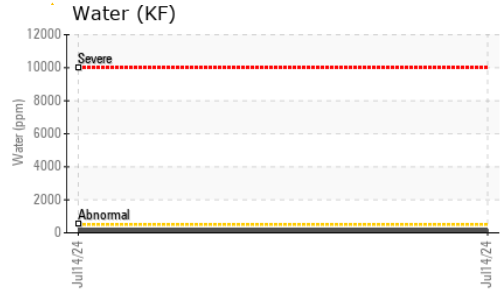 Water (KF)
12000
10000
8000
6000
4000
2000
0
Water (ppm)
Severe
Abnormal
Jul14/24
Jul14/24